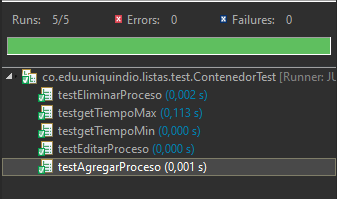 Runs: 5/5 Errors: 0 Failures: 0
co.edu.uniquindio.listas.test.ContenedorTest [Runner: JU
testEliminarProceso (0,002 s)
testgetTiempoMax (0,113 s)
testgetTiempoMin (0,000 s)
testEditarProceso (0,000 s)
testAgregarProceso (0,001 s)